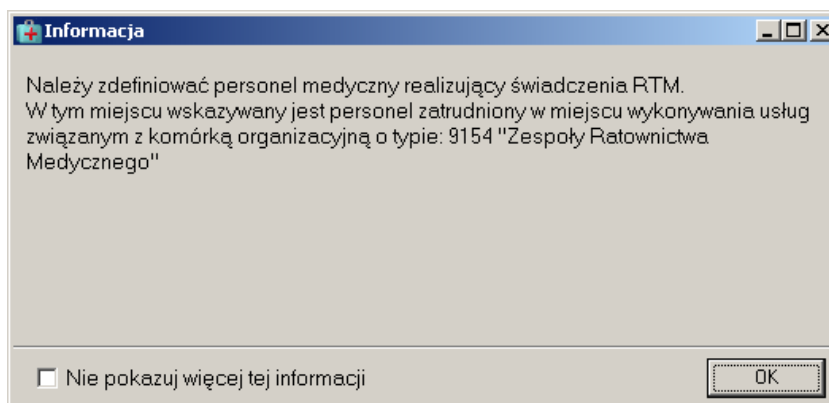 Informacja
Należy zdefiniować personel medyczny realizujący świadczenia RTM.
W tym miejscu wskazywany jest personel zatrudniony w miejscu wykonywania usług
związanym z komórką organizacyjną o typie: 9154 "Zespoły Ratownictwa
Medycznego"
Nie pokazuj więcej tej informacji
OK